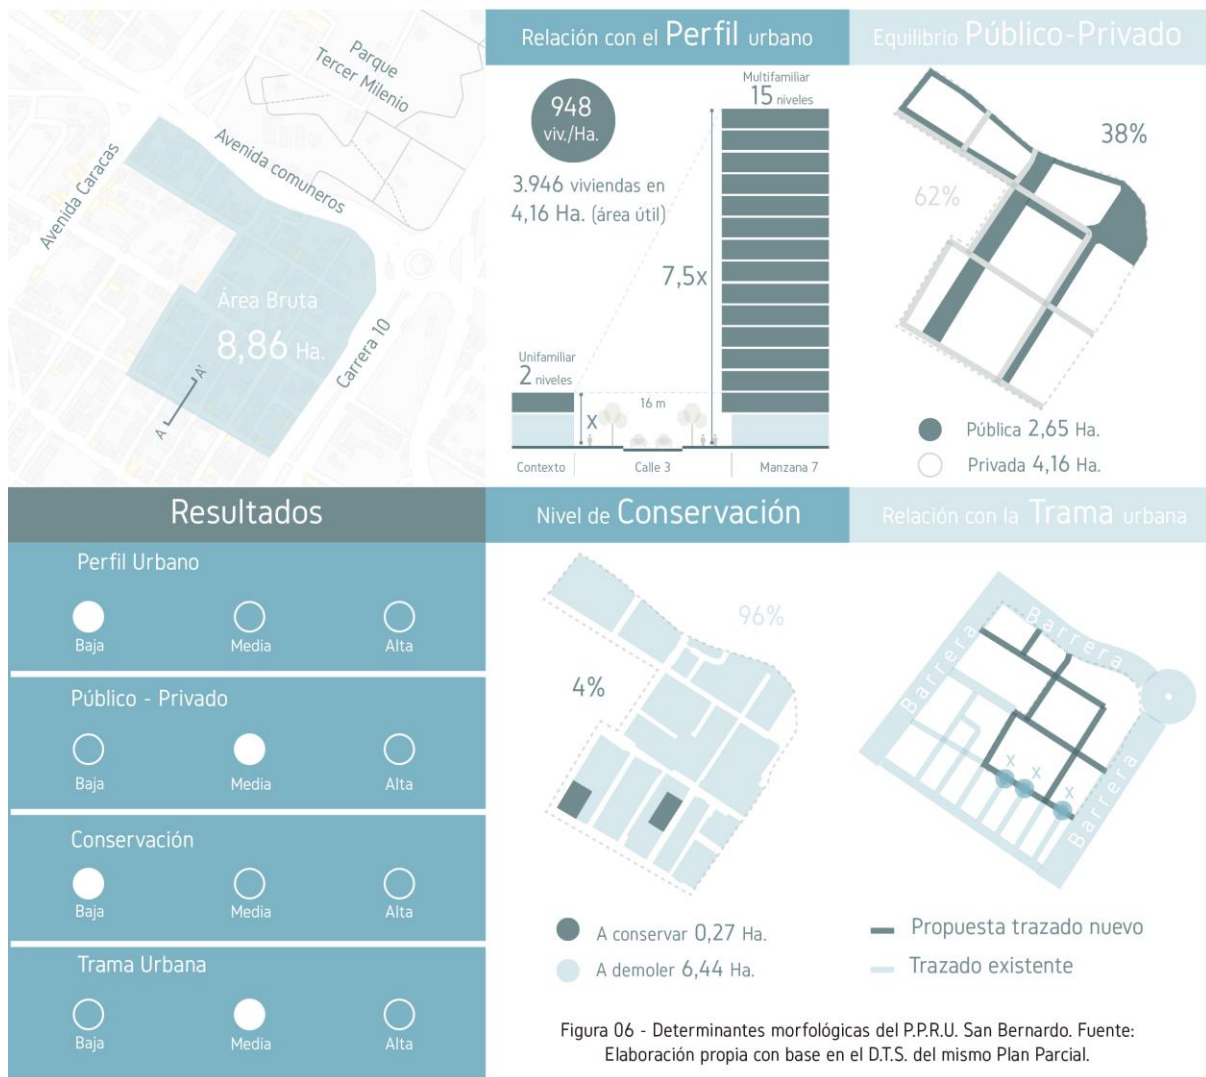 Parque
Tercer Milenio
Avenida comuneros
Avenida Caracas
Área Bruta
8,86 Ha.
Carrera 10
A'
A
Relación con el Perfil urbano
948
viv./Ha.
3.946 viviendas en
4,16 Ha. (área útil)
Multifamiliar
15 niveles
7,5x
Unifamiliar
2 niveles
X
16 m
Contexto
Calle 3
Manzana 7
Equilibrio Público-Privado
38%
62%
Pública 2,65 Ha.
Privada 4,16 Ha.
Resultados
Perfil Urbano
Baja
Media
Alta
Público - Privado
Baja
Media
Alta
Conservación
Baja
Media
Alta
Trama Urbana
Baja
Media
Alta
Nivel de Conservación
96%
4%
A conservar 0,27 Ha.
A demoler 6,44 Ha.
Relación con la Trama urbana
Barrera
Barrera
Barrera
X
X
X
Propuesta trazado nuevo
Trazado existente
Figura 06 - Determinantes morfológicas del P.P.R.U. San Bernardo. Fuente:
Elaboración propia con base en el D.T.S. del mismo Plan Parcial.